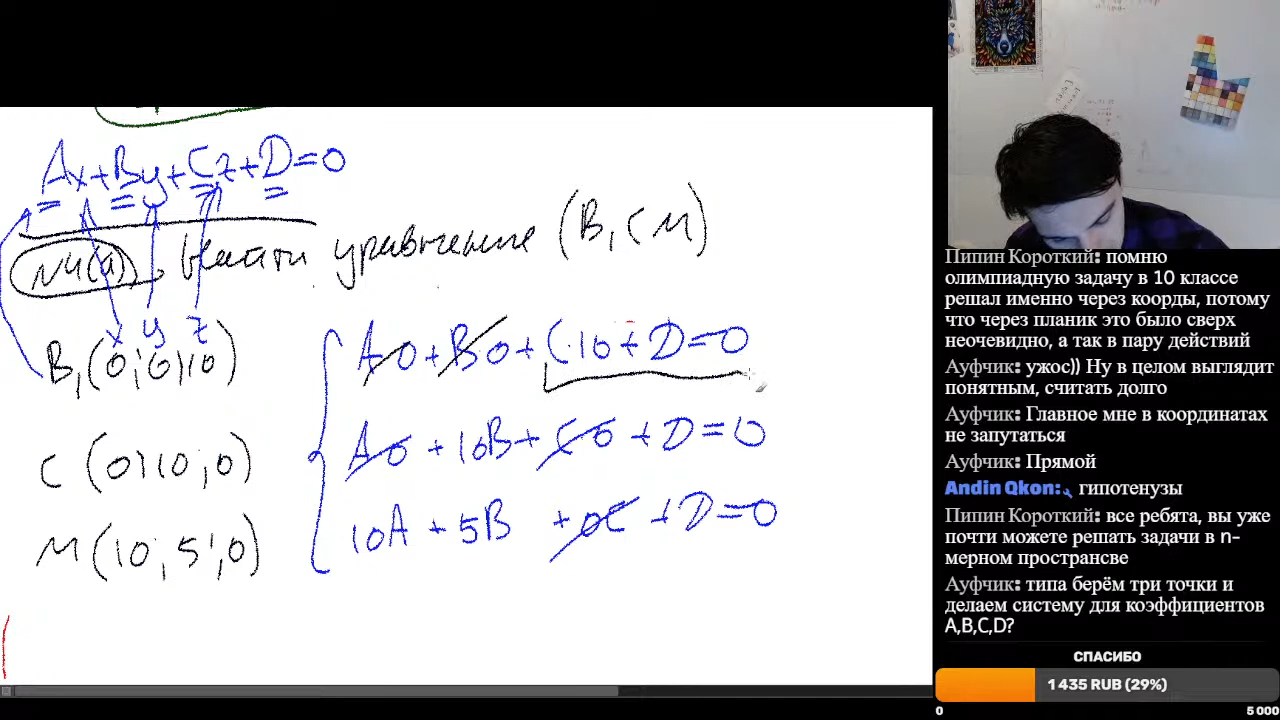 Ax+By+Cz+D=0
№4(а). Найти уравнение (B₁CM)
x y z
B₁(0;0;10)
A·0+B·0+C·10+D=0
C(0;10;0)
A·0+10B+C·0+D=0
M(10;5;0)
10A+5B+0C+D=0
Пипин Короткий: помню
олимпиадную задачу в 10 классе
решал именно через коорды, потому
что через планик это было сверх
неочевидно, а так в пару действий
Ауфчик: ужос)) Ну в целом выглядит
понятным, считать долго
Ауфчик: Главное мне в координатах
не запутаться
Ауфчик: Прямой
Andin Qkon: гипотенузы
Пипин Короткий: все ребята, вы уже
почти можете решать задачи в n-
мерном пространсве
Ауфчик: типа берём три точки и
делаем систему для коэффициентов
A,B,C,D?
СПАСИБО
1 435 RUB (29%)
0 5 000